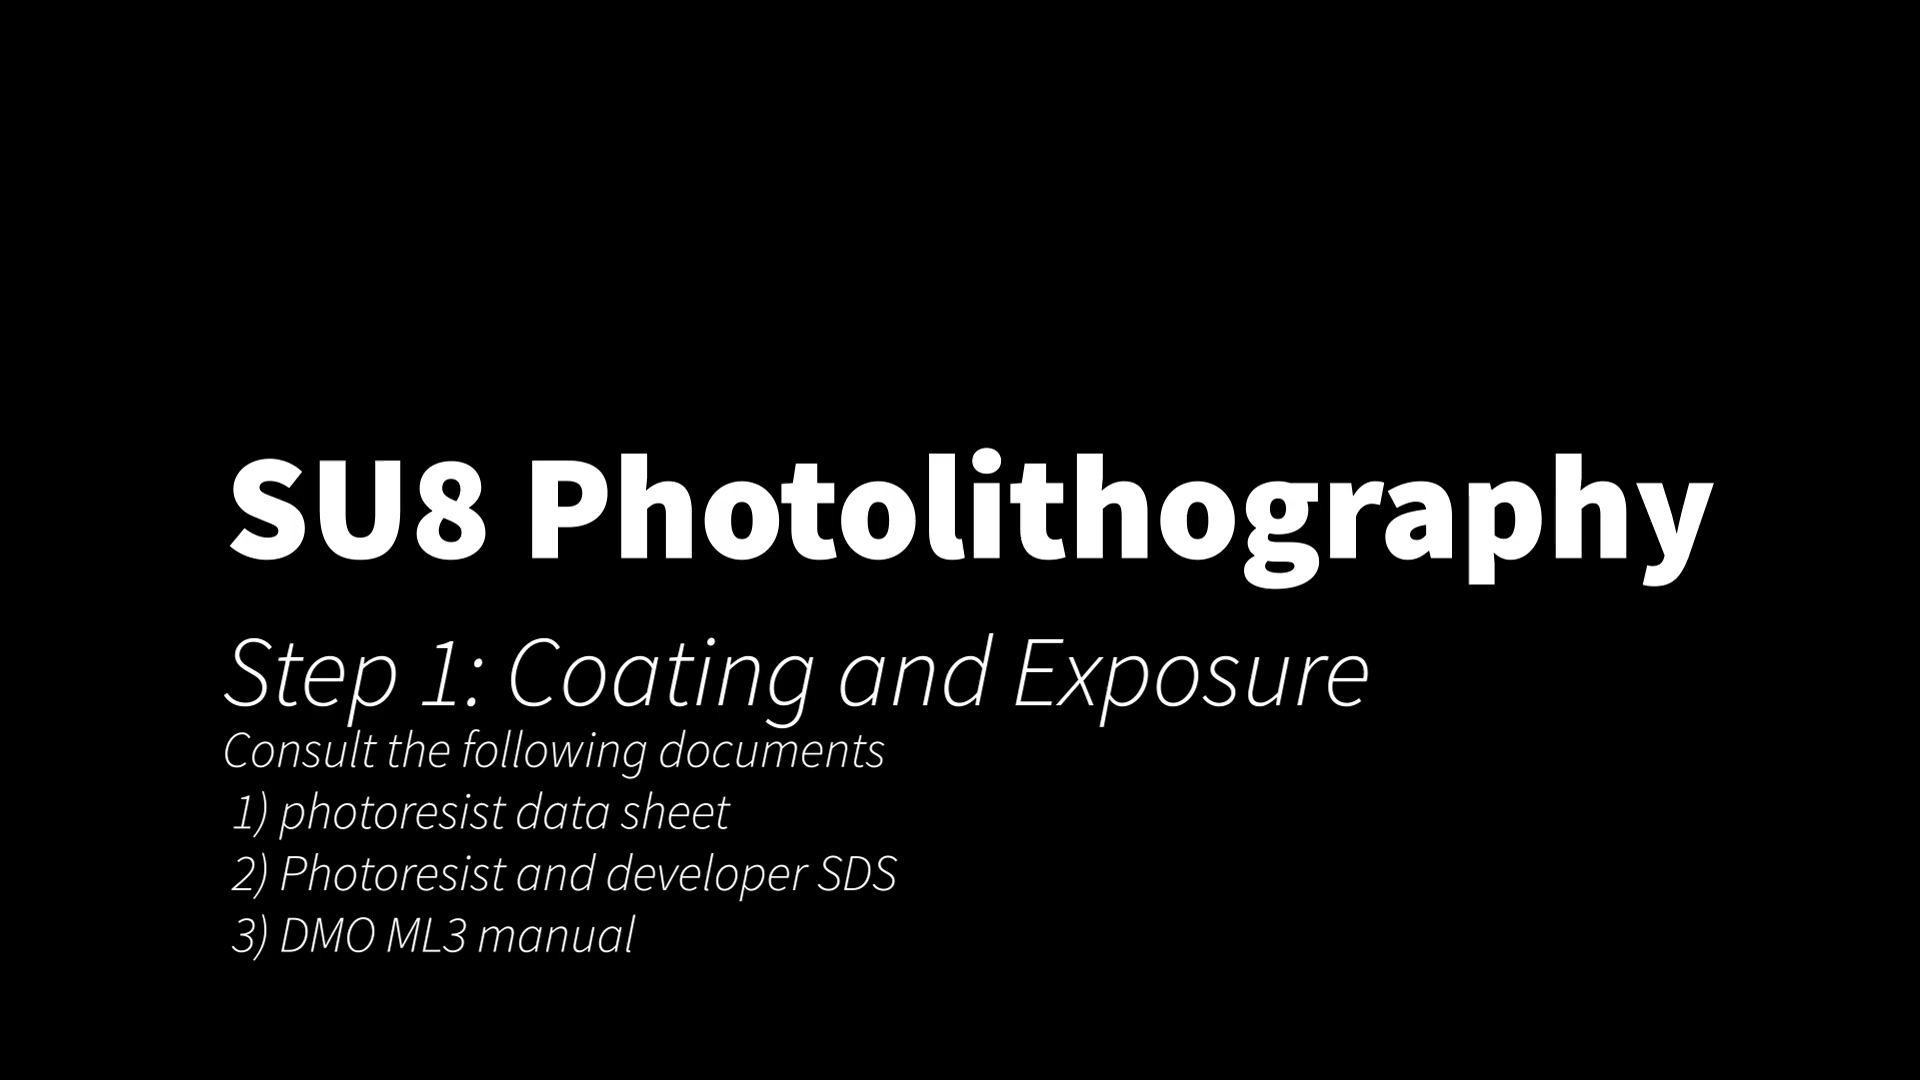 SU8 Photolithography
Step 1: Coating and Exposure
Consult the following documents
1) photoresist data sheet
2) Photoresist and developer SDS
3) DMO ML3 manual